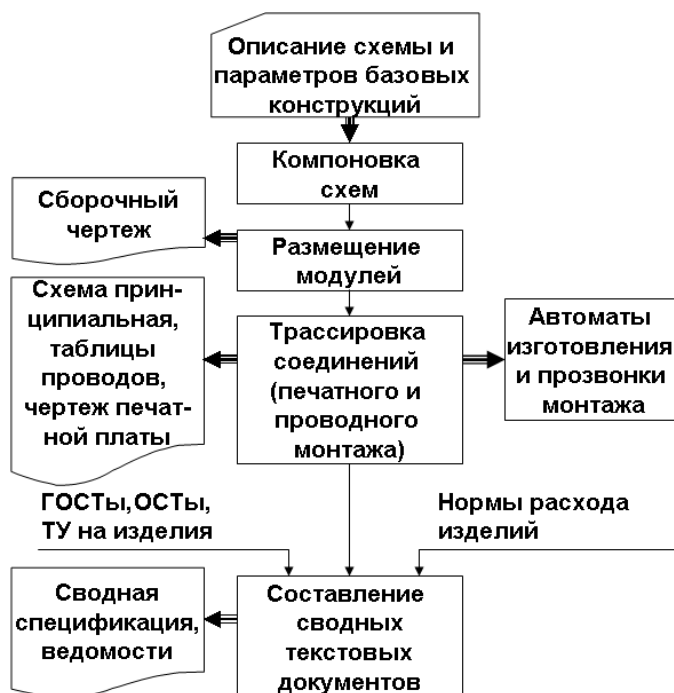 Описание схемы и
параметров базовых
конструкций
Компоновка
схем
Сборочный
чертеж
Размещение
модулей
Схема прин-
ципиальная,
таблицы
проводов,
чертеж печат-
ной платы
Трассировка
соединений
(печатного и
проводного
монтажа)
Автоматы
изготовления
и прозвонки
монтажа
ГОСТы,ОСТы,
ТУ на изделия
Нормы расхода
изделий
Сводная
спецификация,
ведомости
Составление
сводных
текстовых
документов